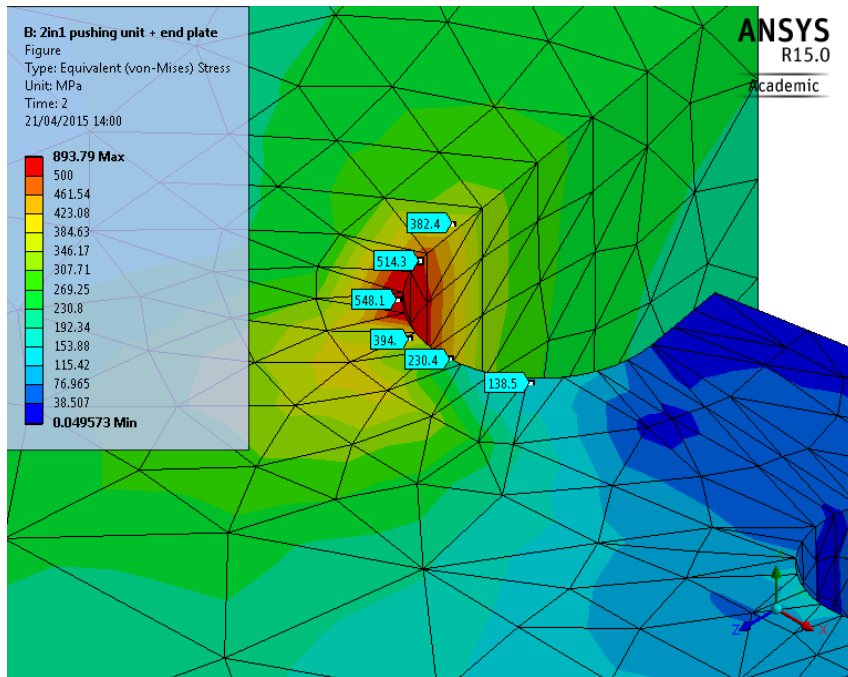 B: 2in1 pushing unit + end plate
Figure
Type: Equivalent (von-Mises) Stress
Unit: MPa
Time: 2
21/04/2015 14:00
893.79 Max
500
461.54
423.08
384.63
346.17
307.71
269.25
230.8
192.34
153.88
115.42
76.965
38.507
0.049573 Min
ANSYS
R15.0
Academic
382.4
514.3
548.1
394.
230.4
138.5
Y
Z
X